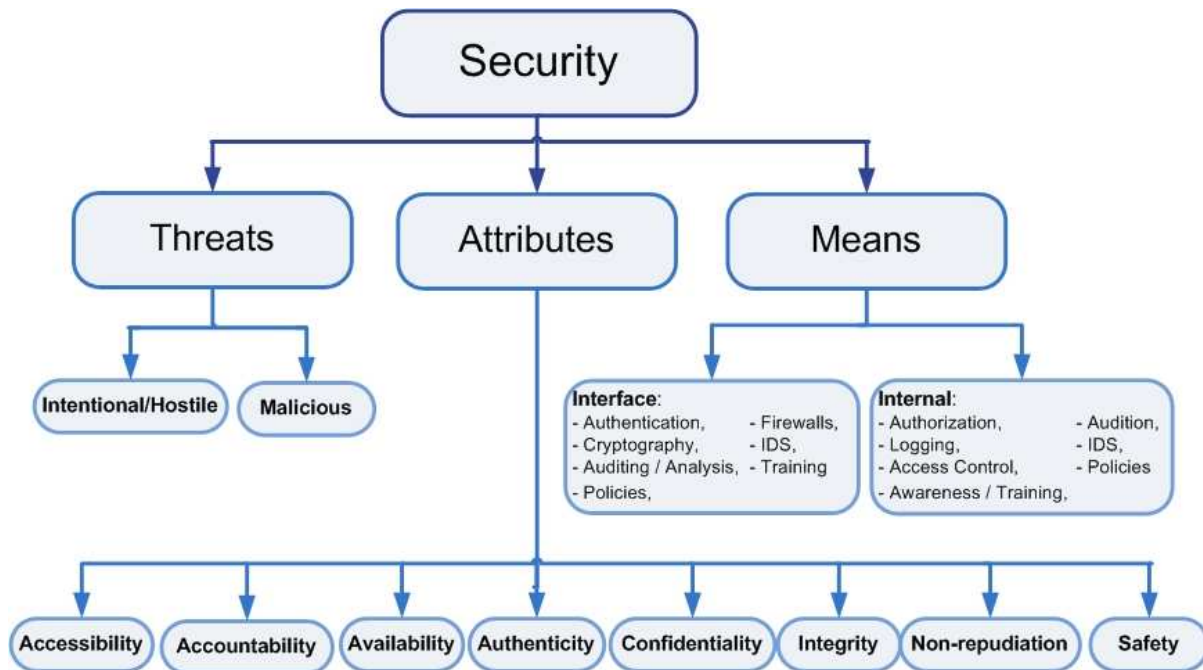 Security
Threats
Attributes
Means
Intentional/Hostile
Malicious
Interface:
- Authentication, - Firewalls,
- Cryptography, - IDS,
- Auditing / Analysis, - Training
- Policies,
Internal:
- Authorization, - Audition,
- Logging, - IDS,
- Access Control, - Policies
- Awareness / Training,
Accessibility
Accountability
Availability
Authenticity
Confidentiality
Integrity
Non-repudiation
Safety